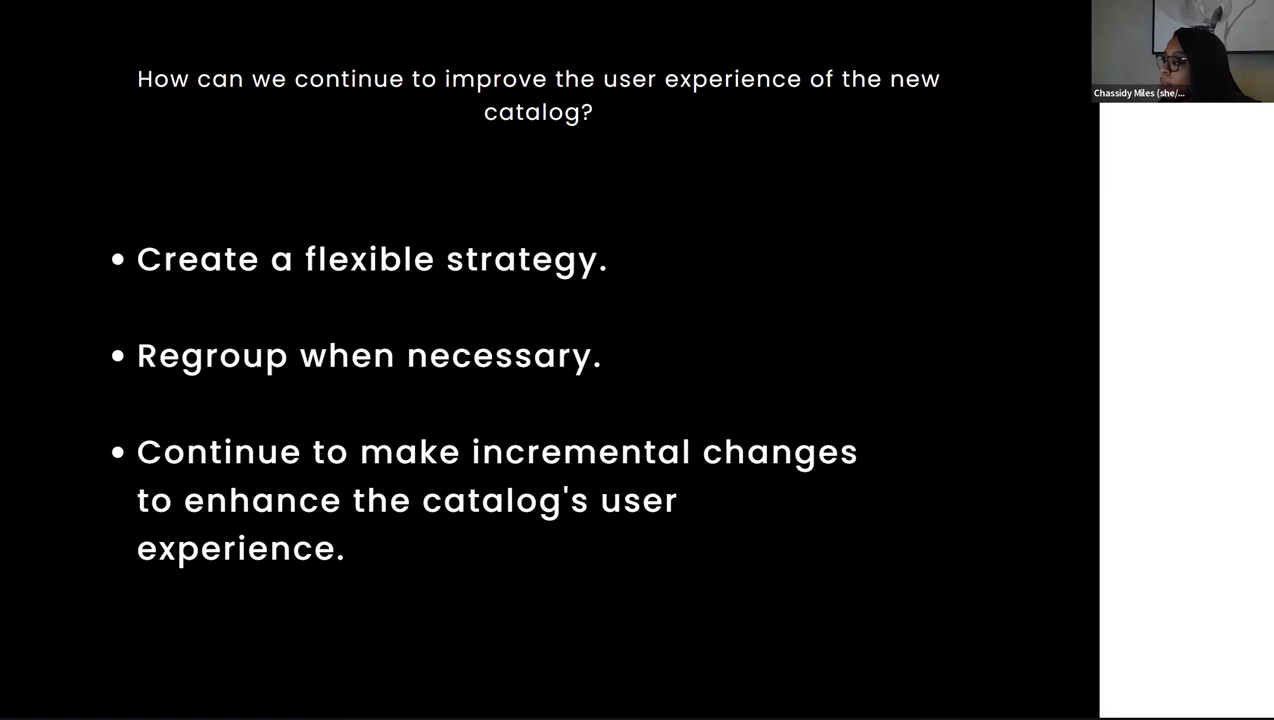 How can we continue to improve the user experience of the new
catalog?
• Create a flexible strategy.
• Regroup when necessary.
• Continue to make incremental changes
to enhance the catalog's user
experience.
Chassidy Miles (she/...